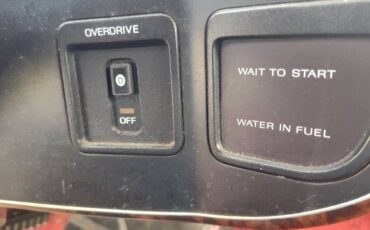 OVERDRIVE
OFF
WAIT TO START
WATER IN FUEL